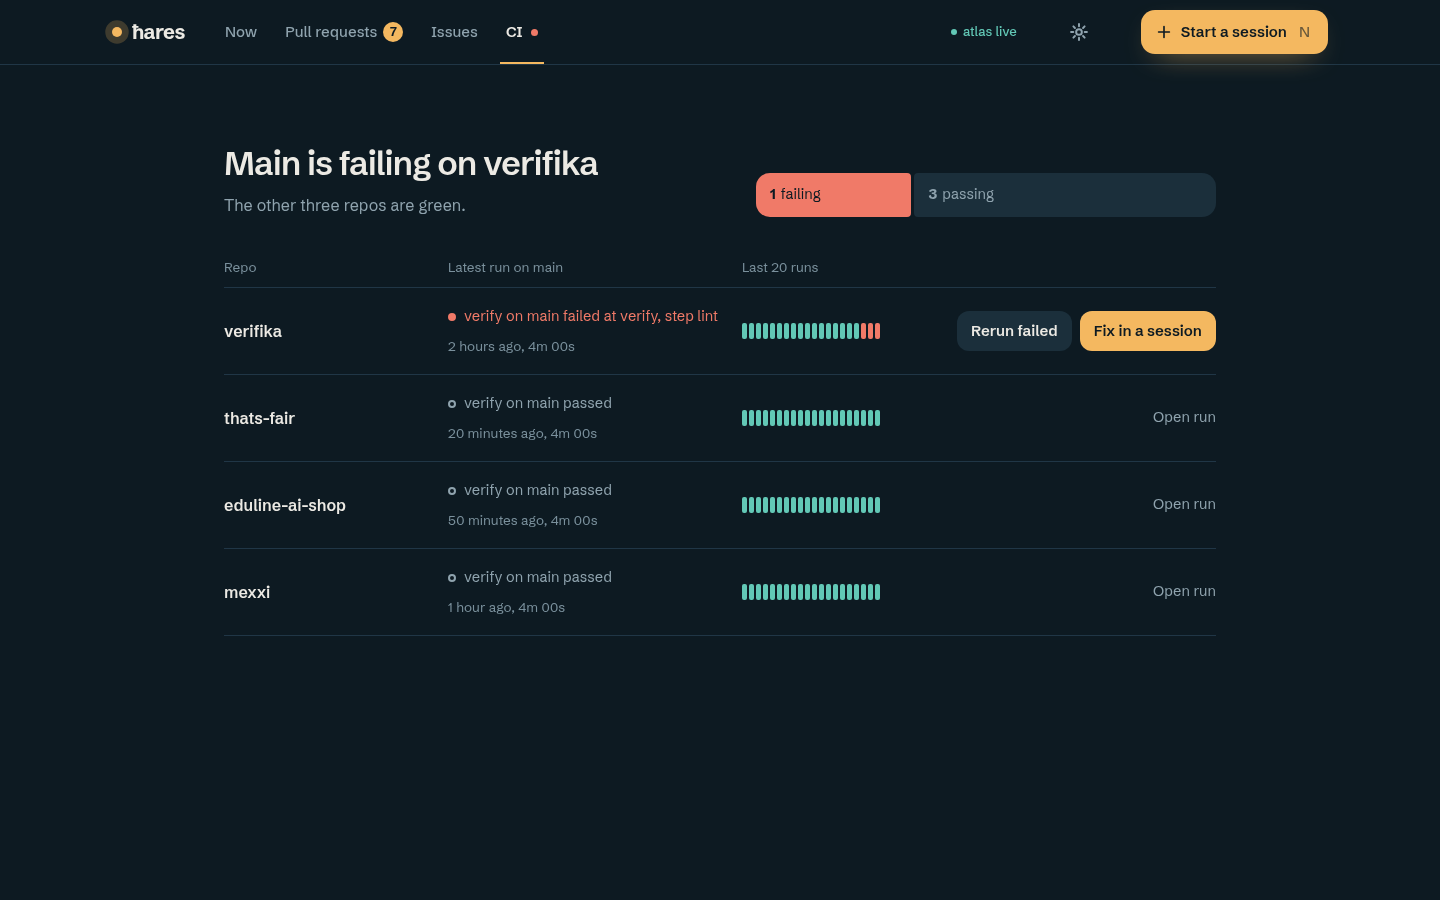 ħares
Now
Pull requests 7
Issues
CI
atlas live
Start a session N
Main is failing on verifika
The other three repos are green.
1 failing
3 passing
Repo
Latest run on main
Last 20 runs
verifika
verify on main failed at verify, step lint
2 hours ago, 4m 00s
Rerun failed
Fix in a session
thats-fair
verify on main passed
20 minutes ago, 4m 00s
Open run
eduline-ai-shop
verify on main passed
50 minutes ago, 4m 00s
Open run
mexxi
verify on main passed
1 hour ago, 4m 00s
Open run